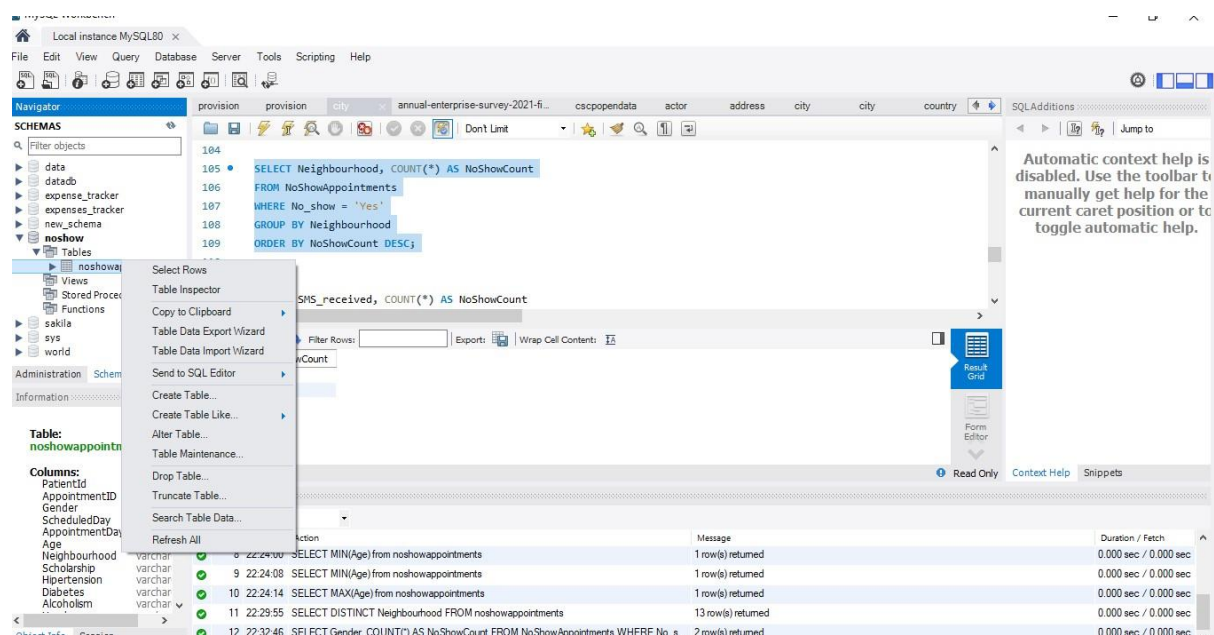 MySQL Workbench
Local instance MySQL80
File Edit View Query Database Server Tools Scripting Help
Navigator
SCHEMAS
Filter objects
data
datadb
expense_tracker
expenses_tracker
new_schema
noshow
Tables
noshowap
Views
Stored Proced
Functions
sakila
sys
world
Administration Schem
Information
Table:
noshowappointm
Columns:
PatientId
AppointmentID
Gender
ScheduledDay
AppointmentDay
Age
Neighbourhood varchar
Scholarship varchar
Hipertension varchar
Diabetes varchar
Alcoholism varchar
Object Info Session
Select Rows
Table Inspector
Copy to Clipboard
Table Data Export Wizard
Table Data Import Wizard
Send to SQL Editor
Create Table...
Create Table Like...
Alter Table...
Table Maintenance...
Drop Table...
Truncate Table...
Search Table Data...
Refresh All
provision provision city annual-enterprise-survey-2021-fi... cscpopendata actor address city city country
Don't Limit
104
105 SELECT Neighbourhood, COUNT(*) AS NoShowCount
106 FROM NoShowAppointments
107 WHERE No_show = 'Yes'
108 GROUP BY Neighbourhood
109 ORDER BY NoShowCount DESC;
SMS_received, COUNT(*) AS NoShowCount
Filter Rows: Export: Wrap Cell Content:
wCount
Result
Grid
Form
Editor
Read Only
SQLAdditions
Jump to
Automatic context help is
disabled. Use the toolbar to
manually get help for the
current caret position or to
toggle automatic help.
Context Help Snippets
Action Message Duration / Fetch
8 22:24:00 SELECT MIN(Age) from noshowappointments 1 row(s) returned 0.000 sec / 0.000 sec
9 22:24:08 SELECT MIN(Age) from noshowappointments 1 row(s) returned 0.000 sec / 0.000 sec
10 22:24:14 SELECT MAX(Age) from noshowappointments 1 row(s) returned 0.000 sec / 0.000 sec
11 22:29:55 SELECT DISTINCT Neighbourhood FROM noshowappointments 13 row(s) returned 0.000 sec / 0.000 sec
12 22:32:46 SELECT Gender, COUNT(*) AS NoShowCount FROM NoShowAppointments WHERE No_s... 2 row(s) returned 0.000 sec / 0.000 sec